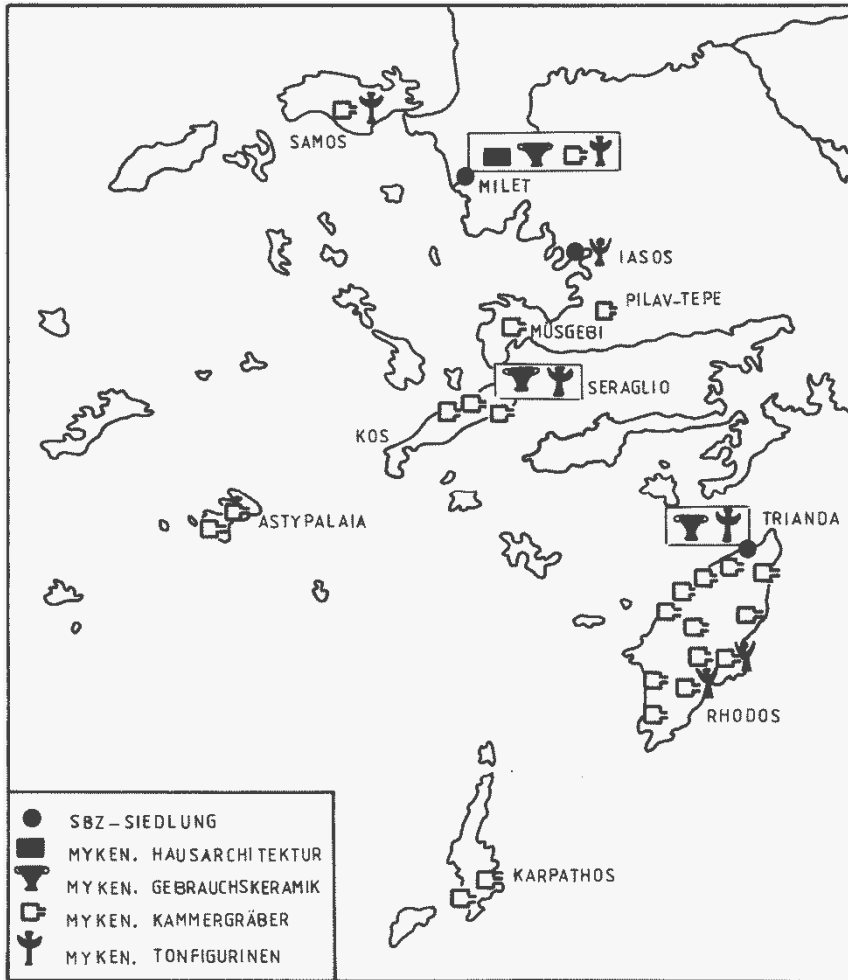 SAMOS
MILET
IASOS
PILAV-TEPE
MÜSGEBI
SERAGLIO
KOS
ASTYPALAIA
TRIANDA
RHODOS
KARPATHOS
SBZ-SIEDLUNG
MYKEN. HAUSARCHITEKTUR
MYKEN. GEBRAUCHSKERAMIK
MYKEN. KAMMERGRÄBER
MYKEN. TONFIGURINEN